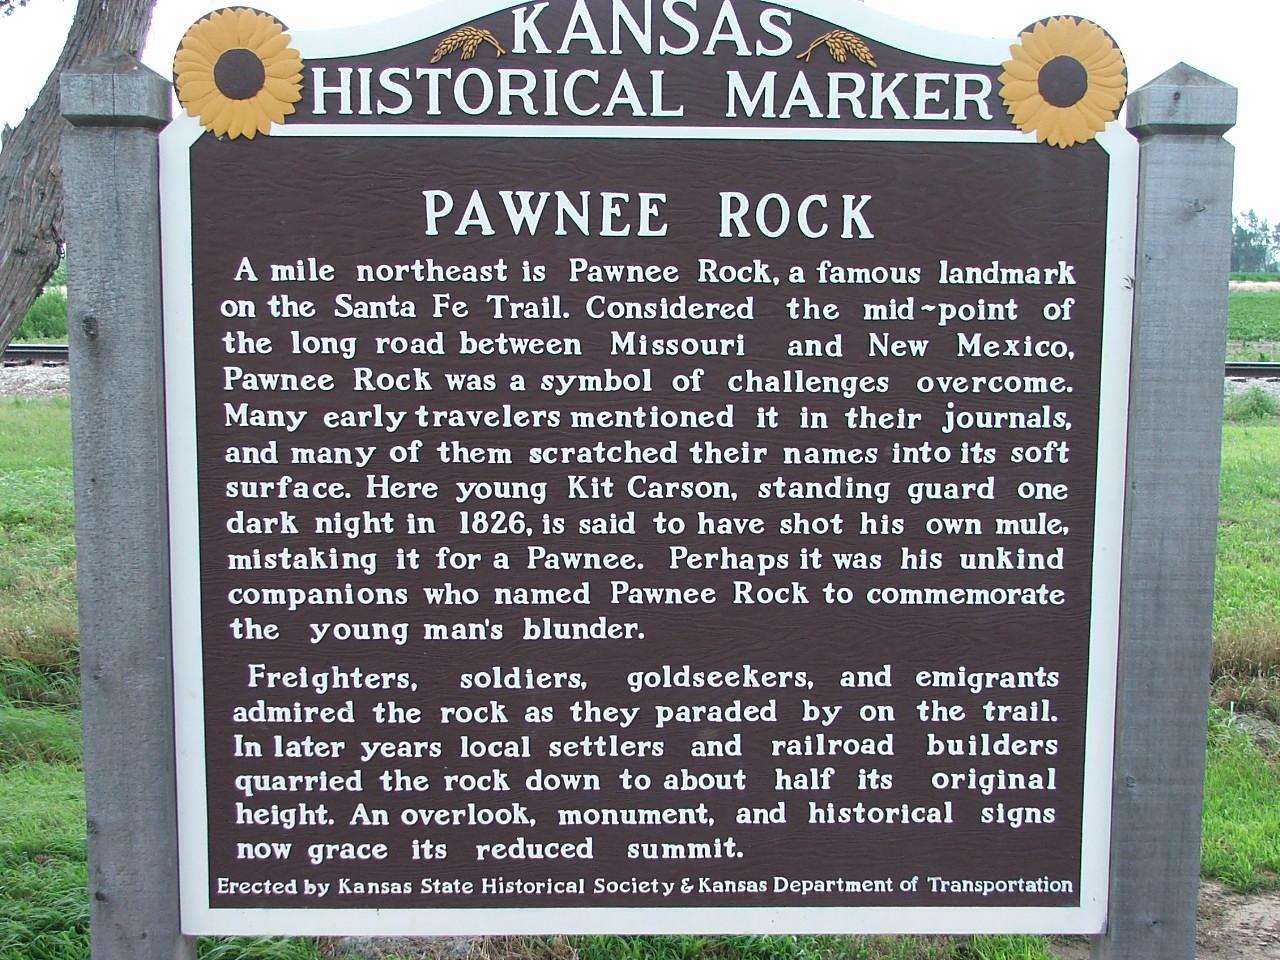 KANSAS
HISTORICAL MARKER
PAWNEE ROCK
A mile northeast is Pawnee Rock, a famous landmark
on the Santa Fe Trail. Considered the mid~point of
the long road between Missouri and New Mexico,
Pawnee Rock was a symbol of challenges overcome.
Many early travelers mentioned it in their journals,
and many of them scratched their names into its soft
surface. Here young Kit Carson, standing guard one
dark night in 1826, is said to have shot his own mule,
mistaking it for a Pawnee. Perhaps it was his unkind
companions who named Pawnee Rock to commemorate
the young man's blunder.
Freighters, soldiers, goldseekers, and emigrants
admired the rock as they paraded by on the trail.
In later years local settlers and railroad builders
quarried the rock down to about half its original
height. An overlook, monument, and historical signs
now grace its reduced summit.
Erected by Kansas State Historical Society & Kansas Department of Transportation